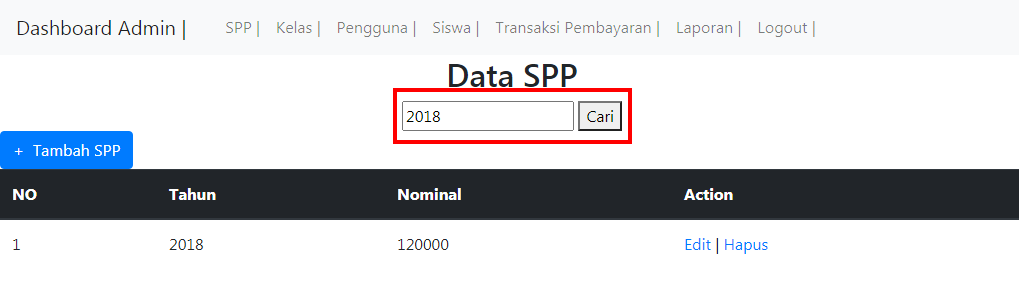 Dashboard Admin | SPP | Kelas | Pengguna | Siswa | Transaksi Pembayaran | Laporan | Logout |
Data SPP
2018 Cari
+ Tambah SPP
NO Tahun Nominal Action
1 2018 120000 Edit | Hapus